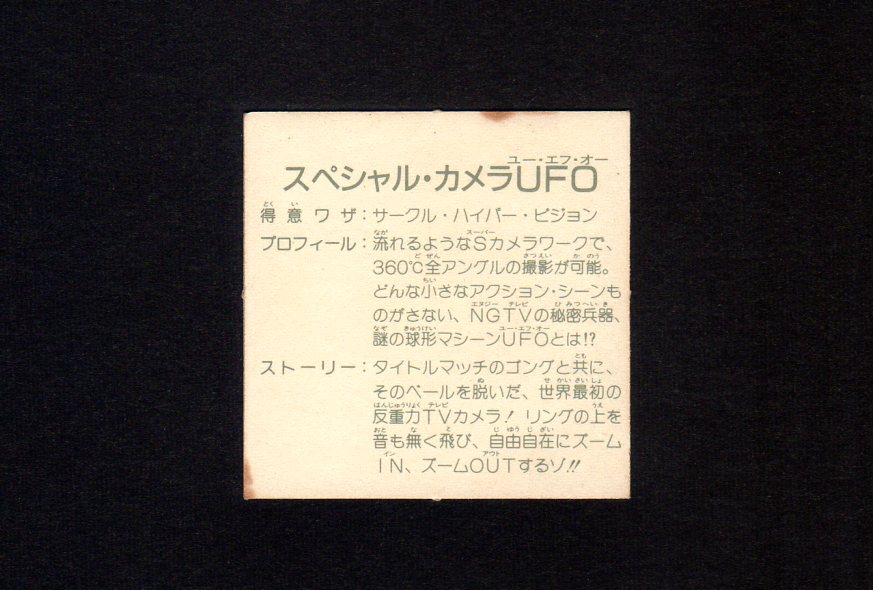 スペシャル・カメラUFO
得意ワザ:サークル・ハイパー・ビジョン
プロフィール:流れるようなSカメラワークで、
360℃全アングルの撮影が可能。
どんな小さなアクション・シーンも
のがさない、NGTVの秘密兵器、
謎の球形マシーンUFOとは!?
ストーリー:タイトルマッチのゴングと共に、
そのベールを脱いだ、世界最初の
反重力TVカメラ! リングの上を
音も無く飛び、自由自在にズーム
IN、ズームOUTするゾ!!